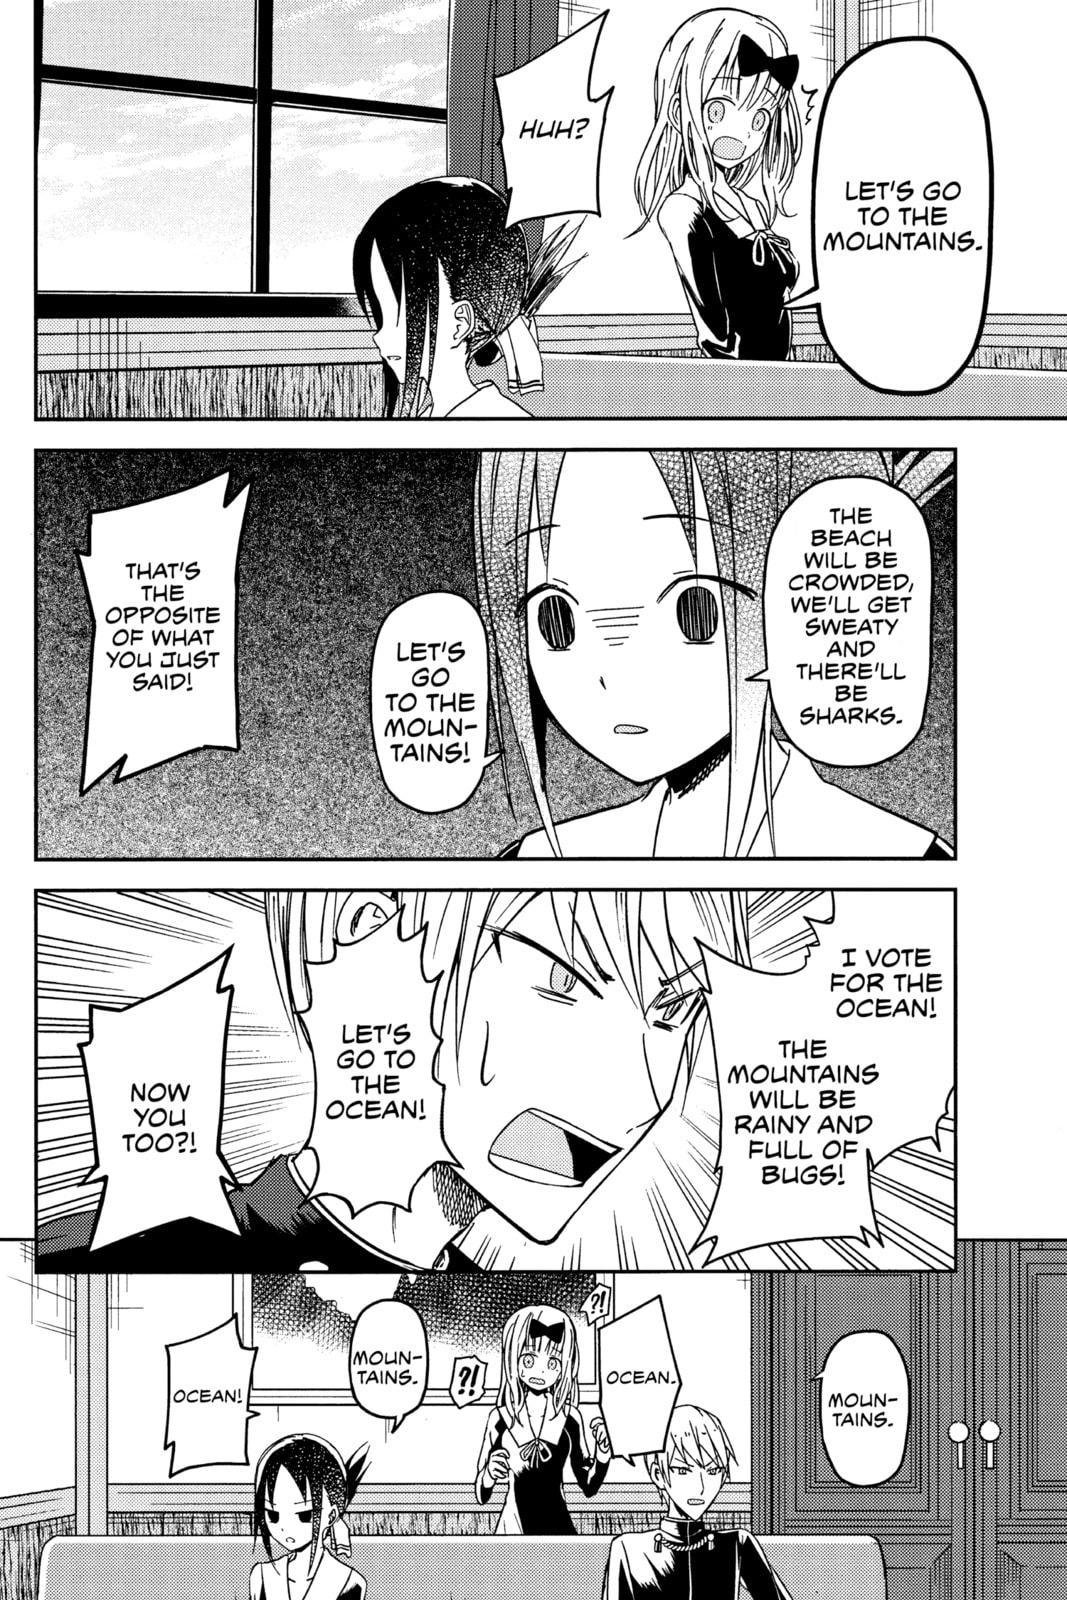 LET'S GO
TO THE
MOUNTAINS.
HUH?
THE
BEACH
WILL BE
CROWDED,
WE'LL GET
SWEATY
AND
THERE'LL
BE
SHARKS.
LET'S
GO
TO THE
MOUN-
TAINS!
THAT'S
THE
OPPOSITE
OF WHAT
YOU JUST
SAID!
I VOTE
FOR THE
OCEAN!
THE
MOUNTAINS
WILL BE
RAINY AND
FULL OF
BUGS!
LET'S
GO TO
THE
OCEAN!
NOW
YOU
TOO?!
MOUN-
TAINS.
OCEAN.
?!
?!
MOUN-
TAINS.
OCEAN!